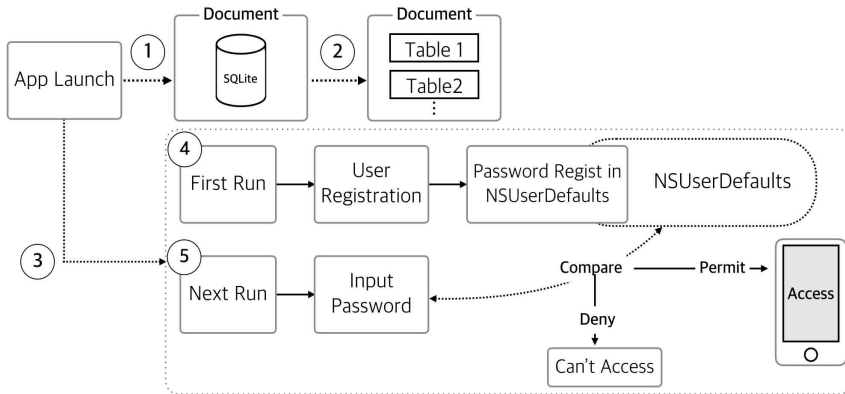 Document
Document
1
2
App Launch
SQLite
Table 1
Table2
4
First Run
User
Registration
Password Regist in
NSUserDefaults
NSUserDefaults
3
5
Next Run
Input
Password
Compare
Permit
Access
Deny
Can't Access